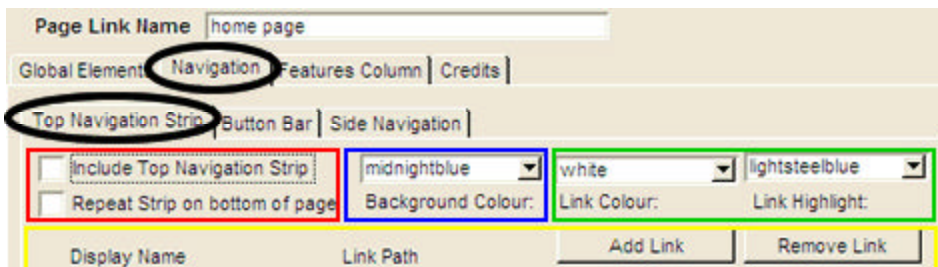 Page Link Name home page
Global Element Navigation Features Column Credits
Top Navigation Strip Button Bar Side Navigation
Include Top Navigation Strip midnightblue white lightsteelblue
Repeat Strip on bottom of page Background Colour: Link Colour: Link Highlight:
Display Name Link Path Add Link Remove Link